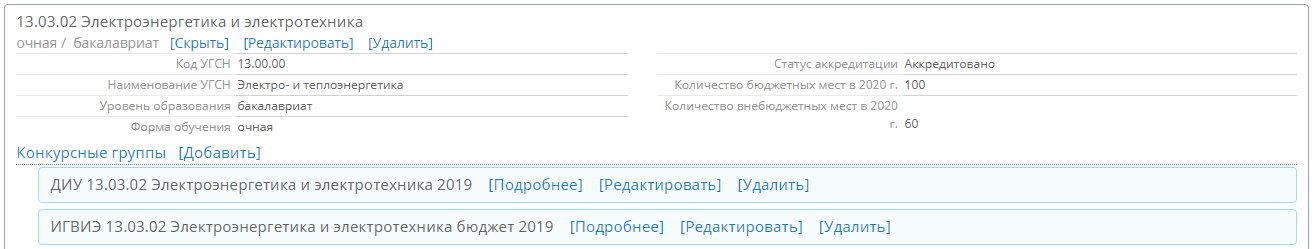 13.03.02 Электроэнергетика и электротехника
очная / бакалавриат [Скрыть] [Редактировать] [Удалить]
Код УГСН 13.00.00
Наименование УГСН Электро- и теплоэнергетика
Уровень образования бакалавриат
Форма обучения очная
Статус аккредитации Аккредитовано
Количество бюджетных мест в 2020 г. 100
Количество внебюджетных мест в 2020
г. 60
Конкурсные группы [Добавить]
ДИУ 13.03.02 Электроэнергетика и электротехника 2019 [Подробнее] [Редактировать] [Удалить]
ИГВИЭ 13.03.02 Электроэнергетика и электротехника бюджет 2019 [Подробнее] [Редактировать] [Удалить]